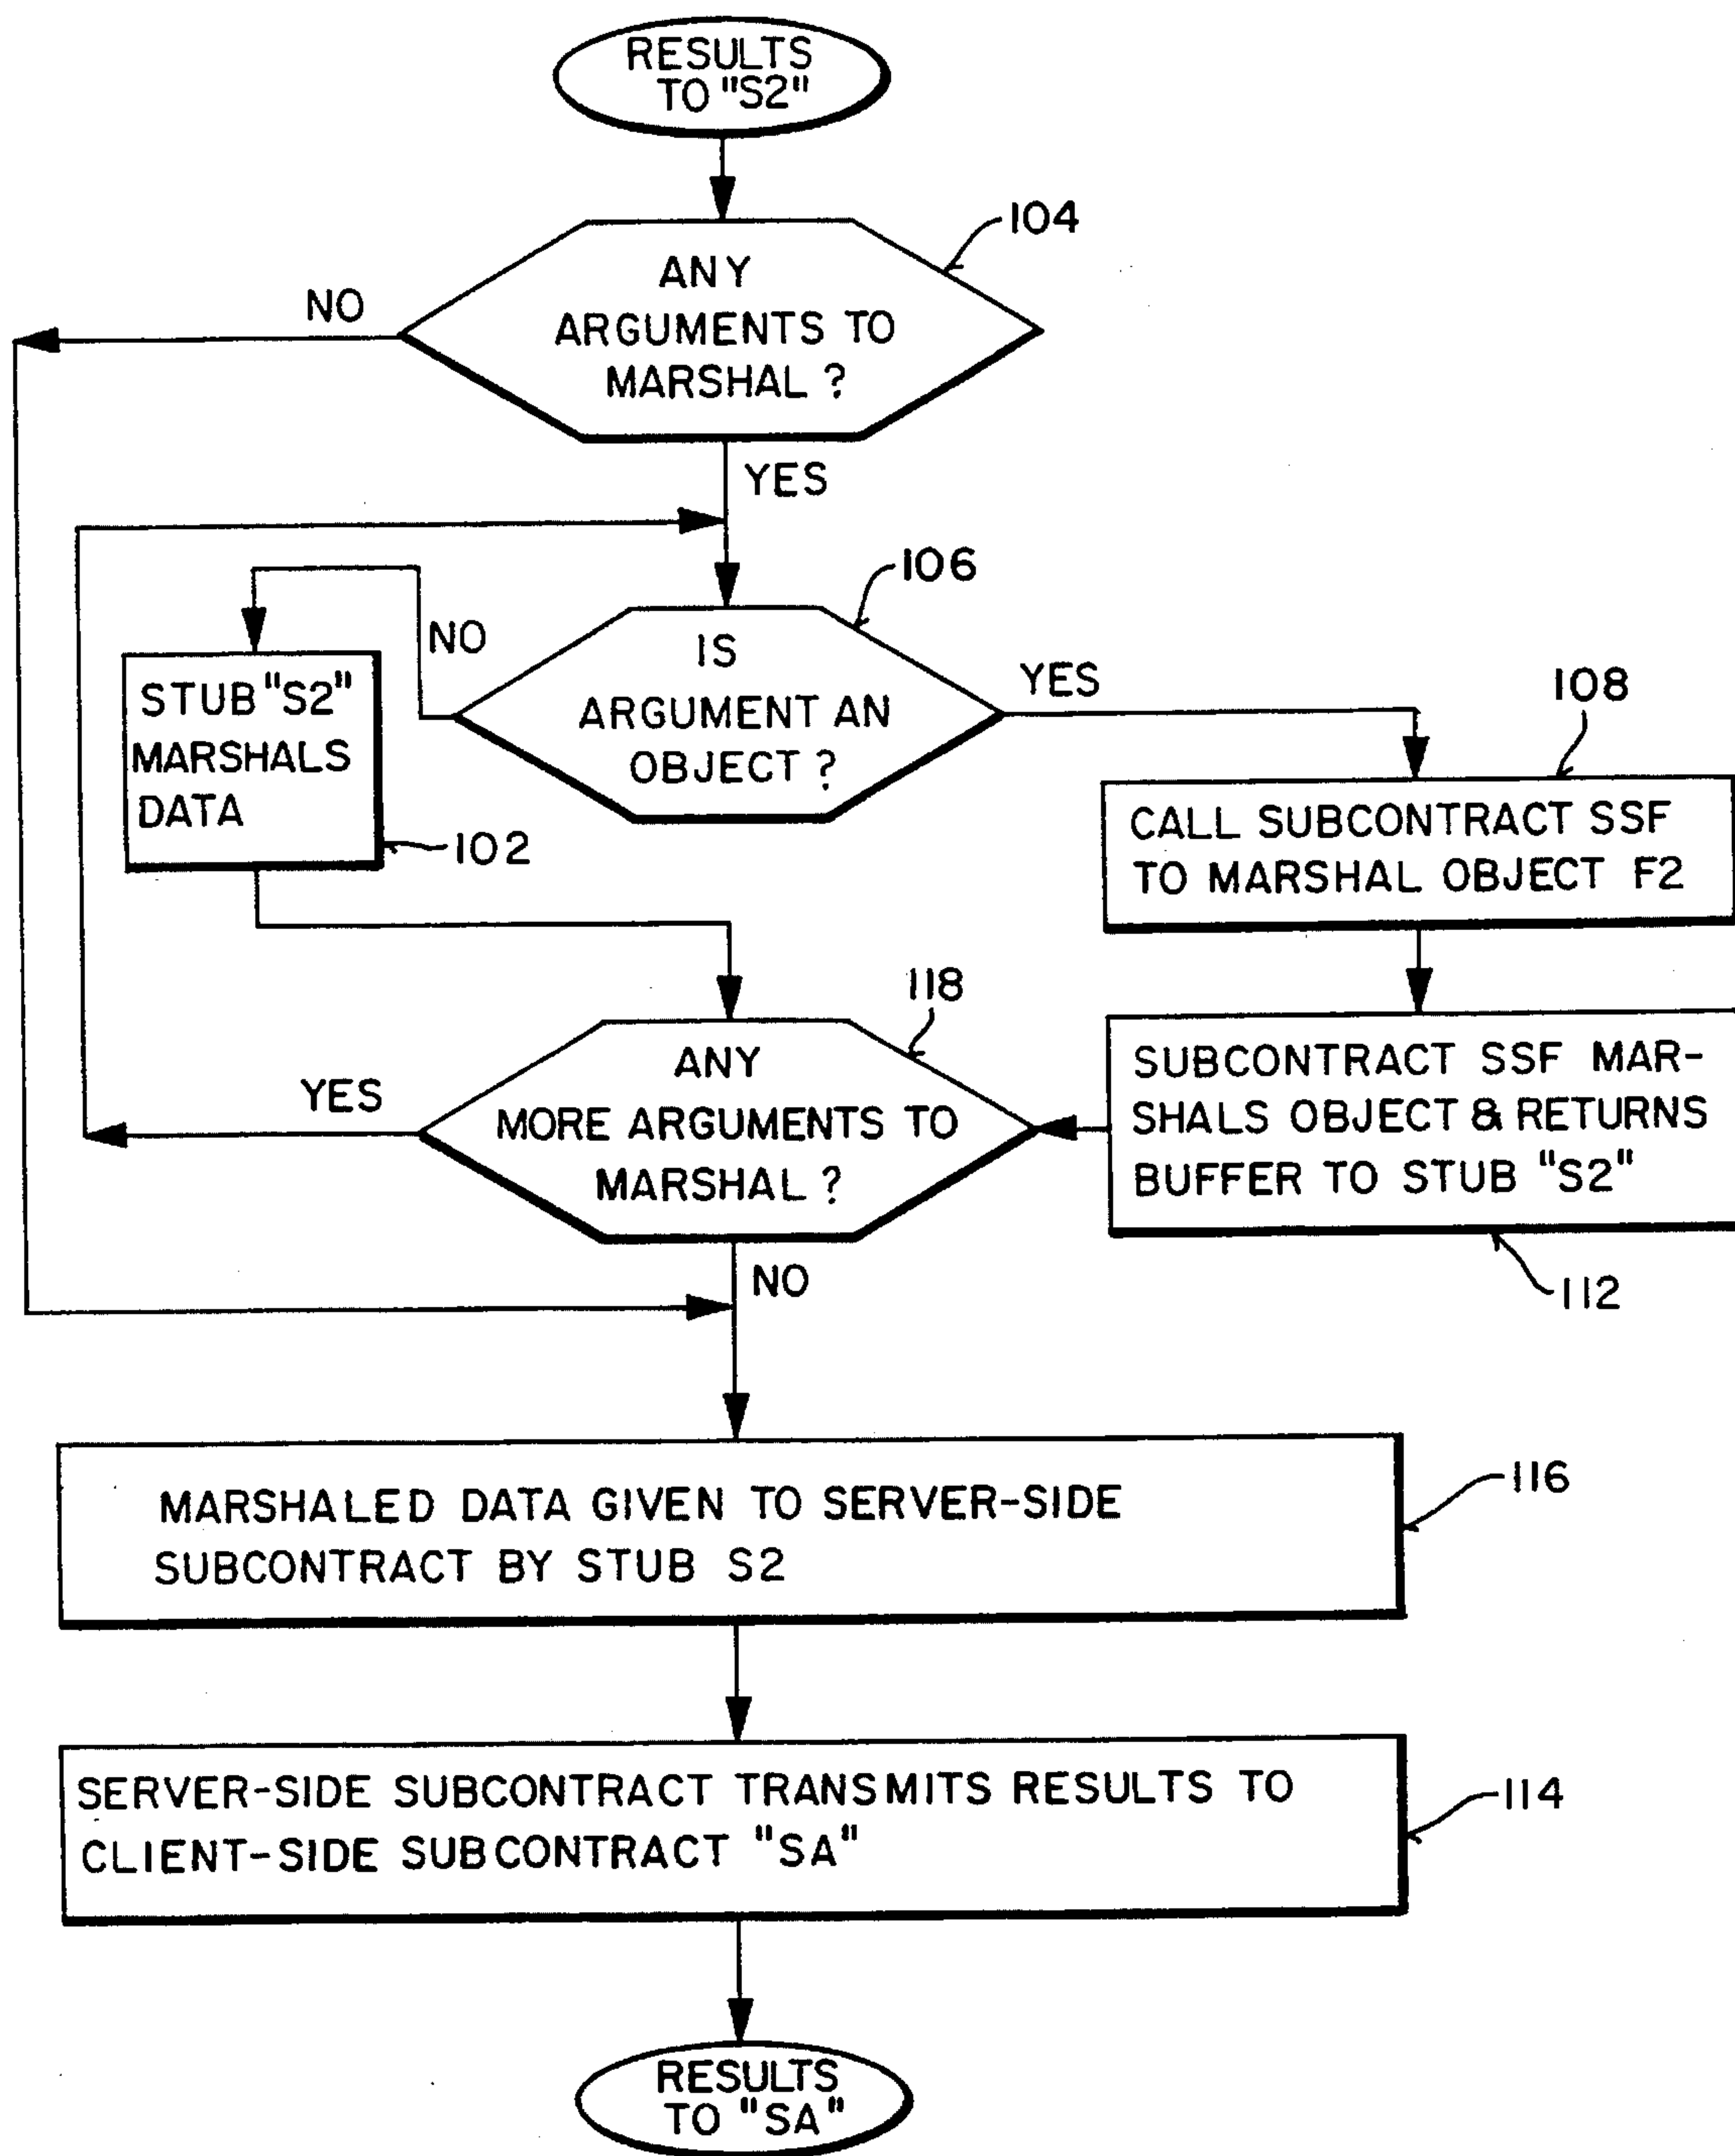 RESULTS
TO "S2"
104
ANY
ARGUMENTS TO
MARSHAL ?
NO
YES
106
IS
ARGUMENT AN
OBJECT ?
NO
YES
STUB "S2"
MARSHALS
DATA
102
108
CALL SUBCONTRACT SSF
TO MARSHAL OBJECT F2
118
ANY
MORE ARGUMENTS TO
MARSHAL ?
YES
NO
SUBCONTRACT SSF MAR-
SHALS OBJECT & RETURNS
BUFFER TO STUB "S2"
112
MARSHALED DATA GIVEN TO SERVER-SIDE
SUBCONTRACT BY STUB S2
116
SERVER-SIDE SUBCONTRACT TRANSMITS RESULTS TO
CLIENT-SIDE SUBCONTRACT "SA"
114
RESULTS
TO "SA"